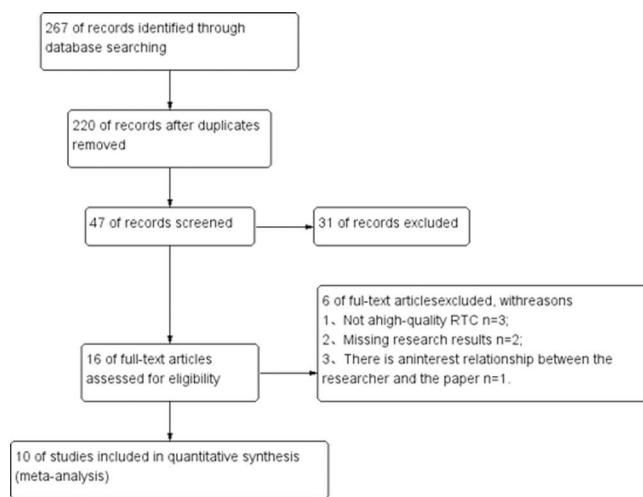 267 of records identified through
database searching
220 of records after duplicates
removed
47 of records screened
31 of records excluded
6 of ful-text articlesexcluded, withreasons
1、Not ahigh-quality RTC n=3;
2、Missing research results n=2;
3、There is aninterest relationship between the
researcher and the paper n=1.
16 of full-text articles
assessed for eligibility
10 of studies included in quantitative synthesis
(meta-analysis)